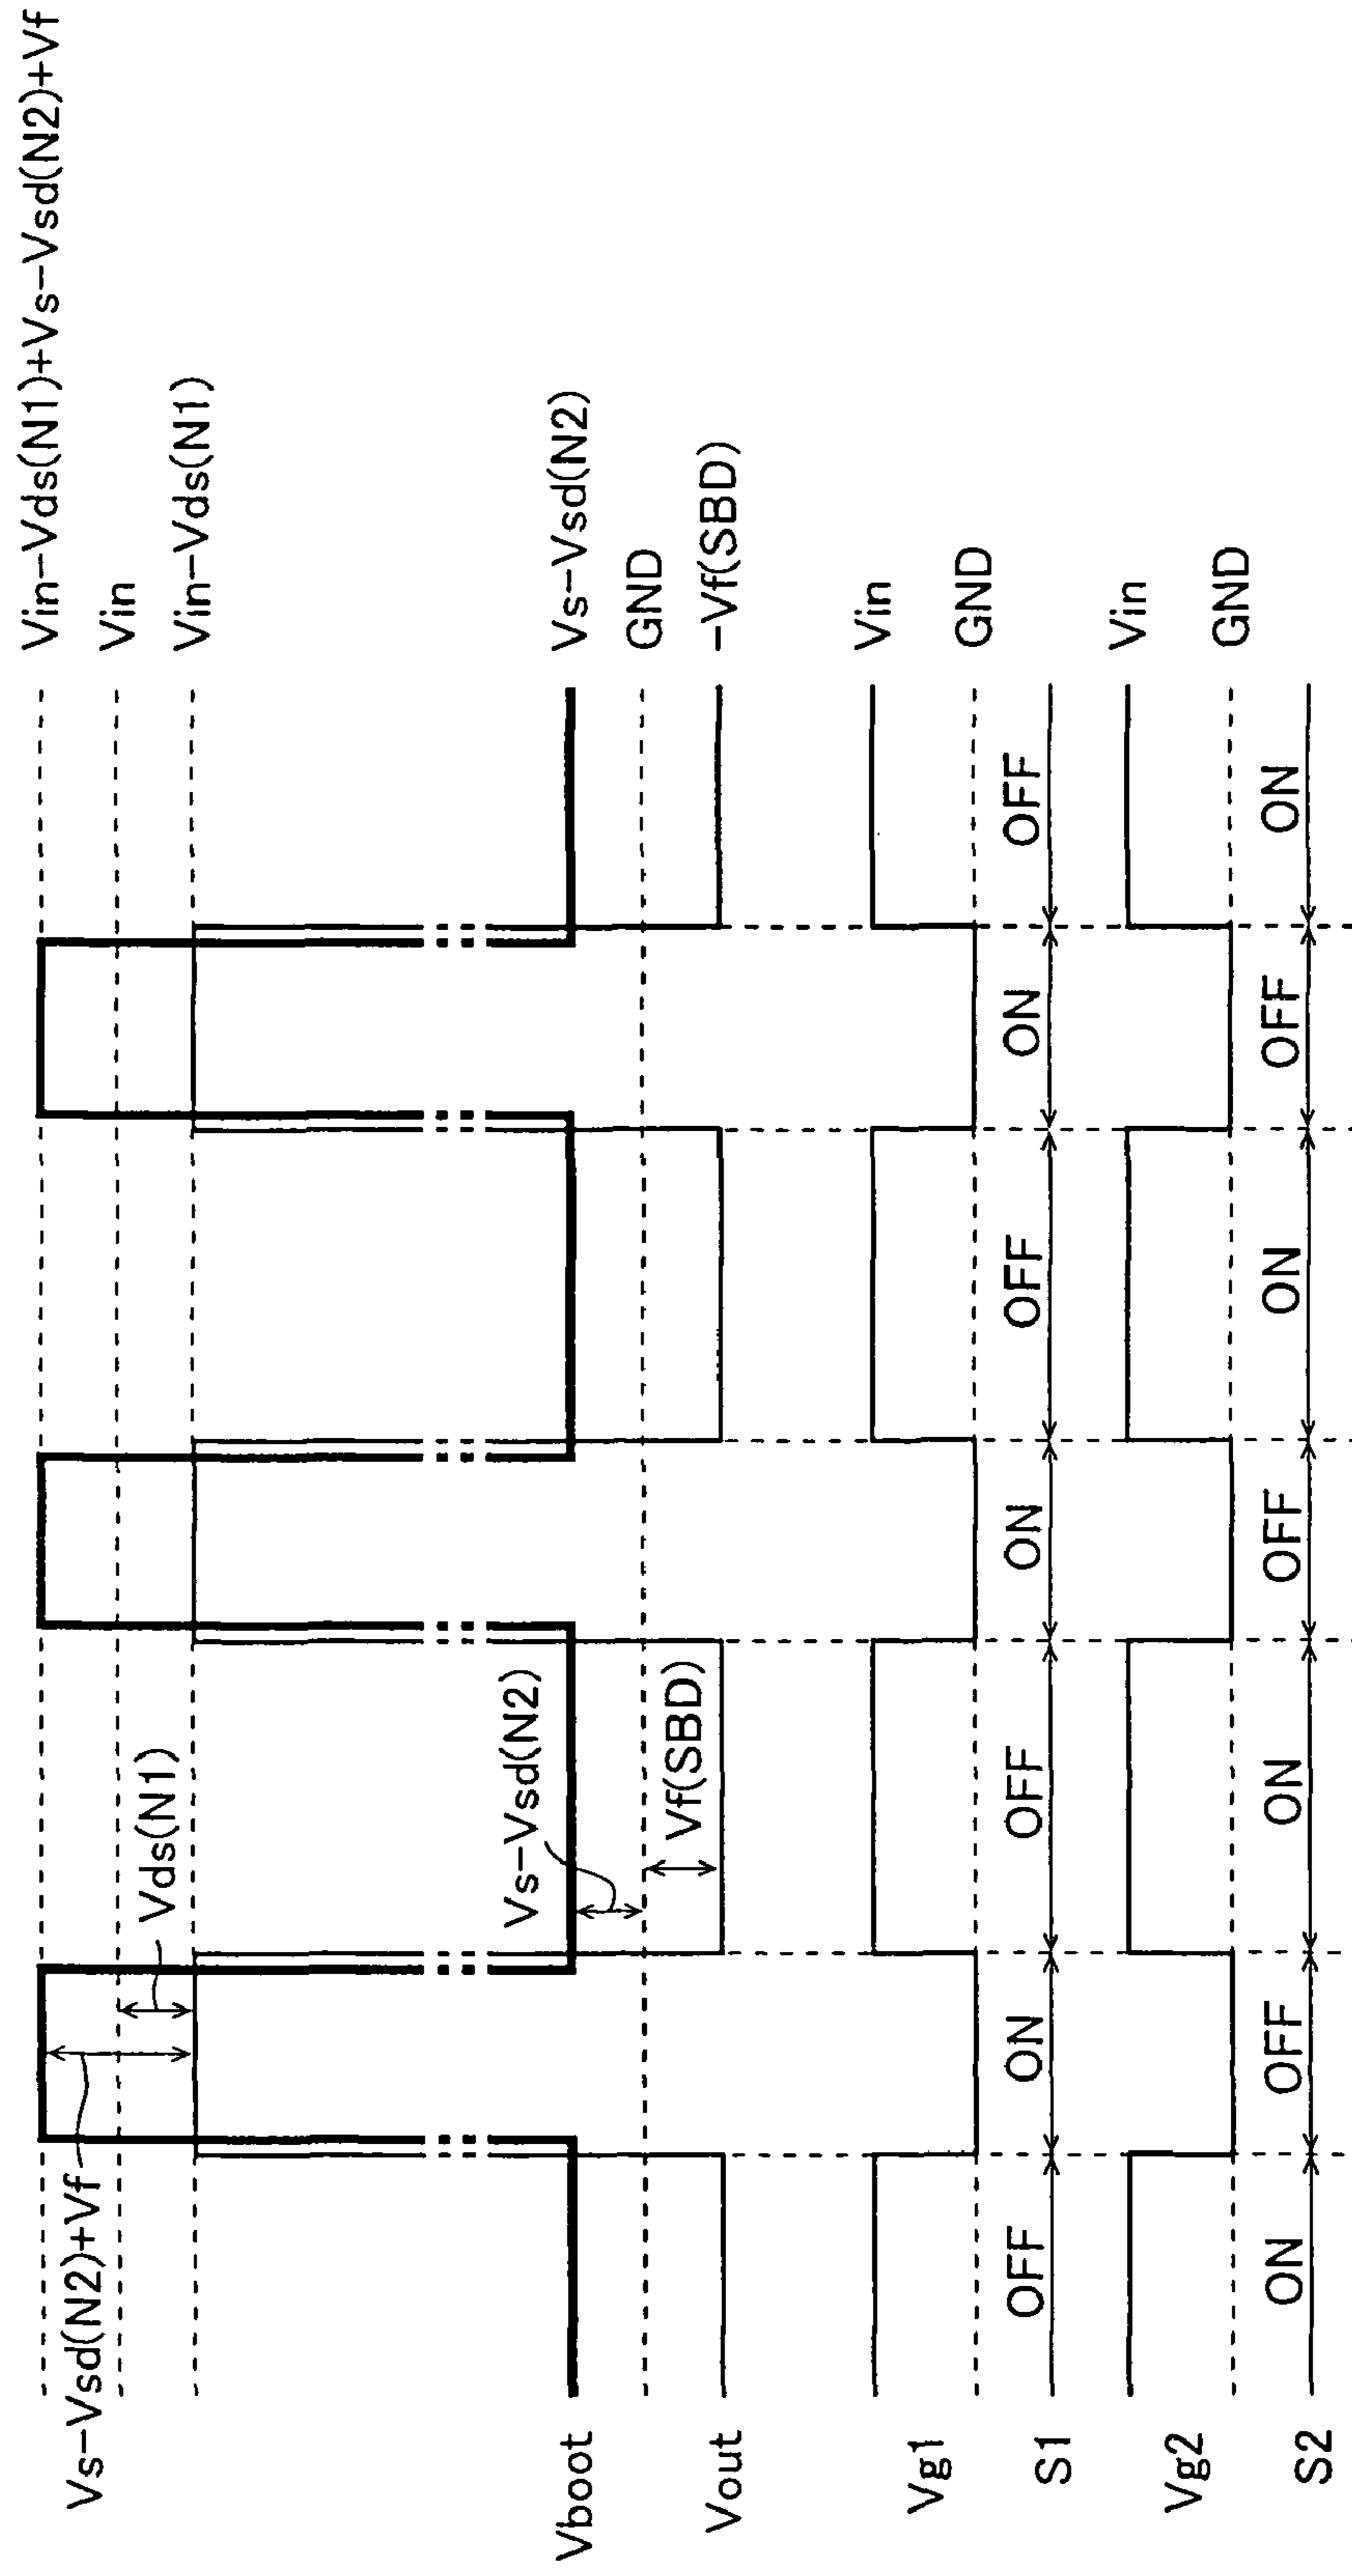 Vin-Vds(N1)+Vs-Vsd(N2)+Vf
Vin
Vin-Vds(N1)
Vs-Vsd(N2)+Vf
Vds(N1)
Vs-Vsd(N2)
Vboot
Vs-Vsd(N2)
GND
Vf(SBD)
Vout
-Vf(SBD)
Vg1
Vin
GND
S1
OFF ON OFF ON OFF ON OFF
Vg2
Vin
GND
S2
ON OFF ON OFF ON OFF ON